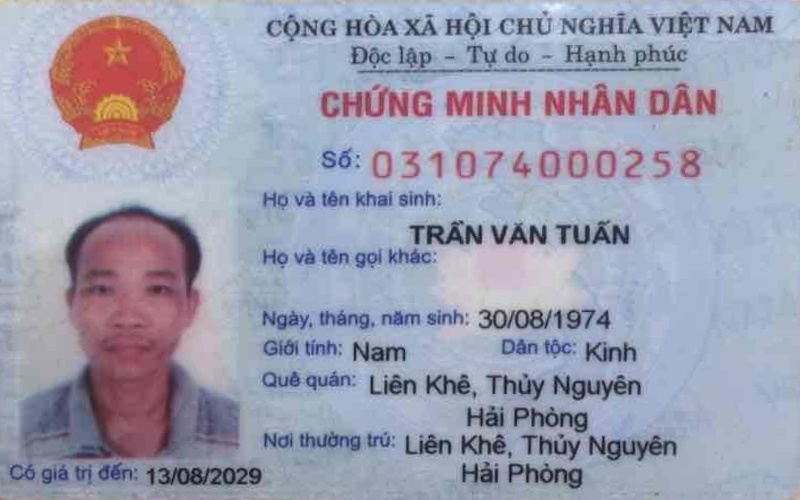 CỘNG HÒA XÃ HỘI CHỦ NGHĨA VIỆT NAM
Độc lập - Tự do - Hạnh phúc
CHỨNG MINH NHÂN DÂN
Số: 031074000258
Họ và tên khai sinh:
TRẦN VĂN TUẤN
Họ và tên gọi khác:
Ngày, tháng, năm sinh: 30/08/1974
Giới tính: Nam Dân tộc: Kinh
Quê quán: Liên Khê, Thủy Nguyên
Hải Phòng
Nơi thường trú: Liên Khê, Thủy Nguyên
Hải Phòng
Có giá trị đến: 13/08/2029